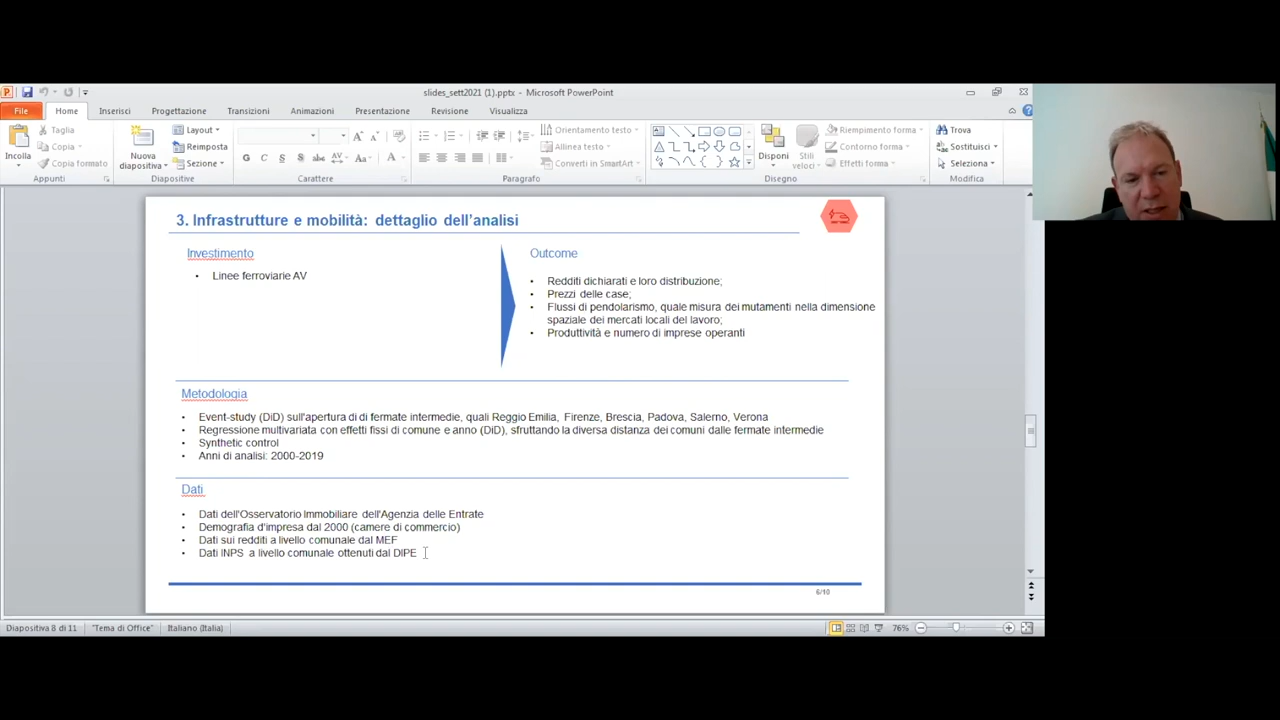 slides_sett2021 (1).pptx - Microsoft PowerPoint
File Home Inserisci Progettazione Transizioni Animazioni Presentazione Revisione Visualizza
Incolla
Taglia
Copia
Copia formato
Appunti
Nuova diapositiva
Layout
Reimposta
Sezione
Diapositive
G C S S abc AV Aa A
Carattere
Orientamento testo
Allinea testo
Converti in SmartArt
Paragrafo
Disponi
Stili veloci
Riempimento forma
Contorno forma
Effetti forma
Disegno
Trova
Sostituisci
Seleziona
Modifica
3. Infrastrutture e mobilità: dettaglio dell'analisi
Investimento
• Linee ferroviarie AV
Outcome
• Redditi dichiarati e loro distribuzione;
• Prezzi delle case;
• Flussi di pendolarismo, quale misura dei mutamenti nella dimensione
spaziale dei mercati locali del lavoro;
• Produttività e numero di imprese operanti
Metodologia
• Event-study (DiD) sull'apertura di di fermate intermedie, quali Reggio Emilia, Firenze, Brescia, Padova, Salerno, Verona
• Regressione multivariata con effetti fissi di comune e anno (DiD), sfruttando la diversa distanza dei comuni dalle fermate intermedie
• Synthetic control
• Anni di analisi: 2000-2019
Dati
• Dati dell'Osservatorio Immobiliare dell'Agenzia delle Entrate
• Demografia d'impresa dal 2000 (camere di commercio)
• Dati sui redditi a livello comunale dal MEF
• Dati INPS a livello comunale ottenuti dal DIPE
6/10
Diapositiva 8 di 11 "Tema di Office" Italiano (Italia) 76%